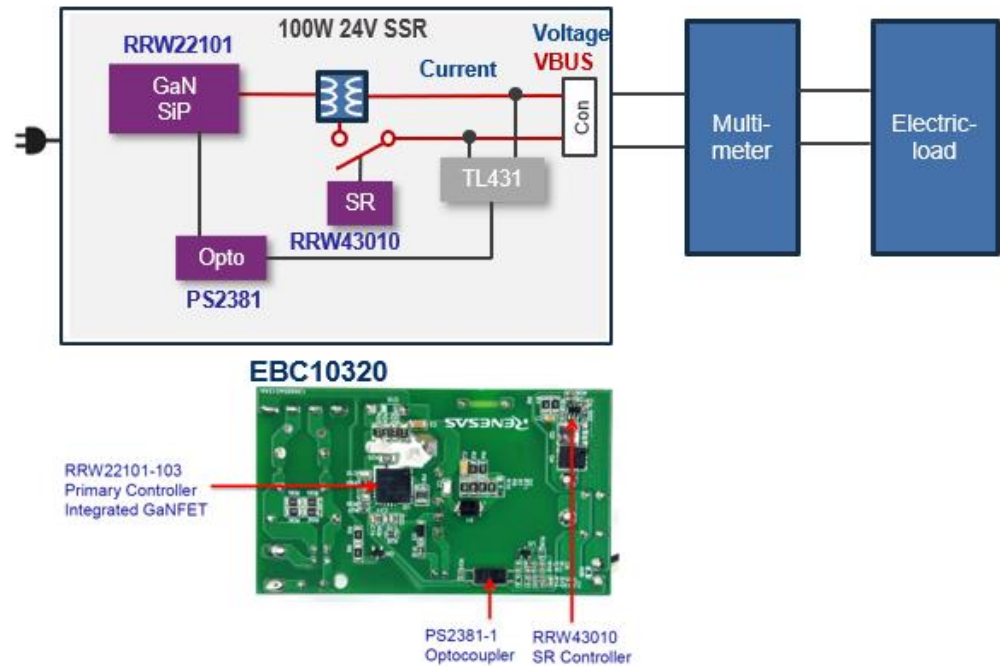 100W 24V SSR
RRW22101
GaN
SiP
Current
Voltage
VBUS
Con
SR
RRW43010
TL431
Opto
PS2381
Multi-
meter
Electric-
load
EBC10320
RENESAS
RRW22101-103
Primary Controller
Integrated GaNFET
PS2381-1
Optocoupler
RRW43010
SR Controller